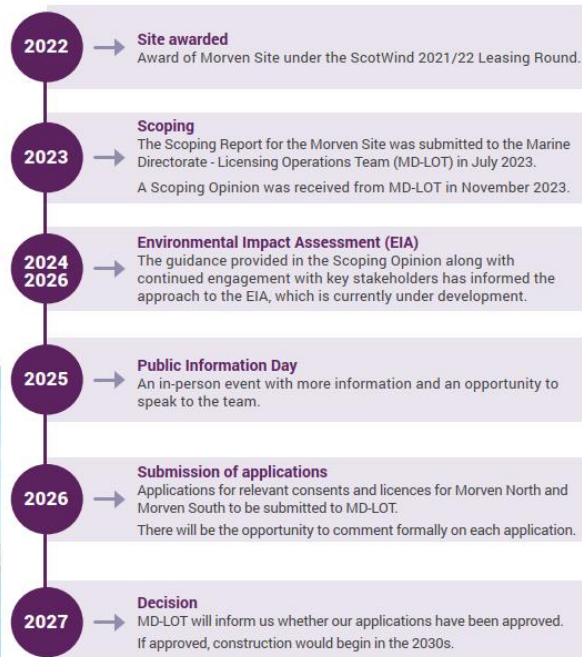 2022
Site awarded
Award of Morven Site under the ScotWind 2021/22 Leasing Round.
2023
Scoping
The Scoping Report for the Morven Site was submitted to the Marine
Directorate - Licensing Operations Team (MD-LOT) in July 2023.
A Scoping Opinion was received from MD-LOT in November 2023.
2024
2026
Environmental Impact Assessment (EIA)
The guidance provided in the Scoping Opinion along with
continued engagement with key stakeholders has informed the
approach to the EIA, which is currently under development.
2025
Public Information Day
An in-person event with more information and an opportunity to
speak to the team.
2026
Submission of applications
Applications for relevant consents and licences for Morven North and
Morven South to be submitted to MD-LOT.
There will be the opportunity to comment formally on each application.
2027
Decision
MD-LOT will inform us whether our applications have been approved.
If approved, construction would begin in the 2030s.